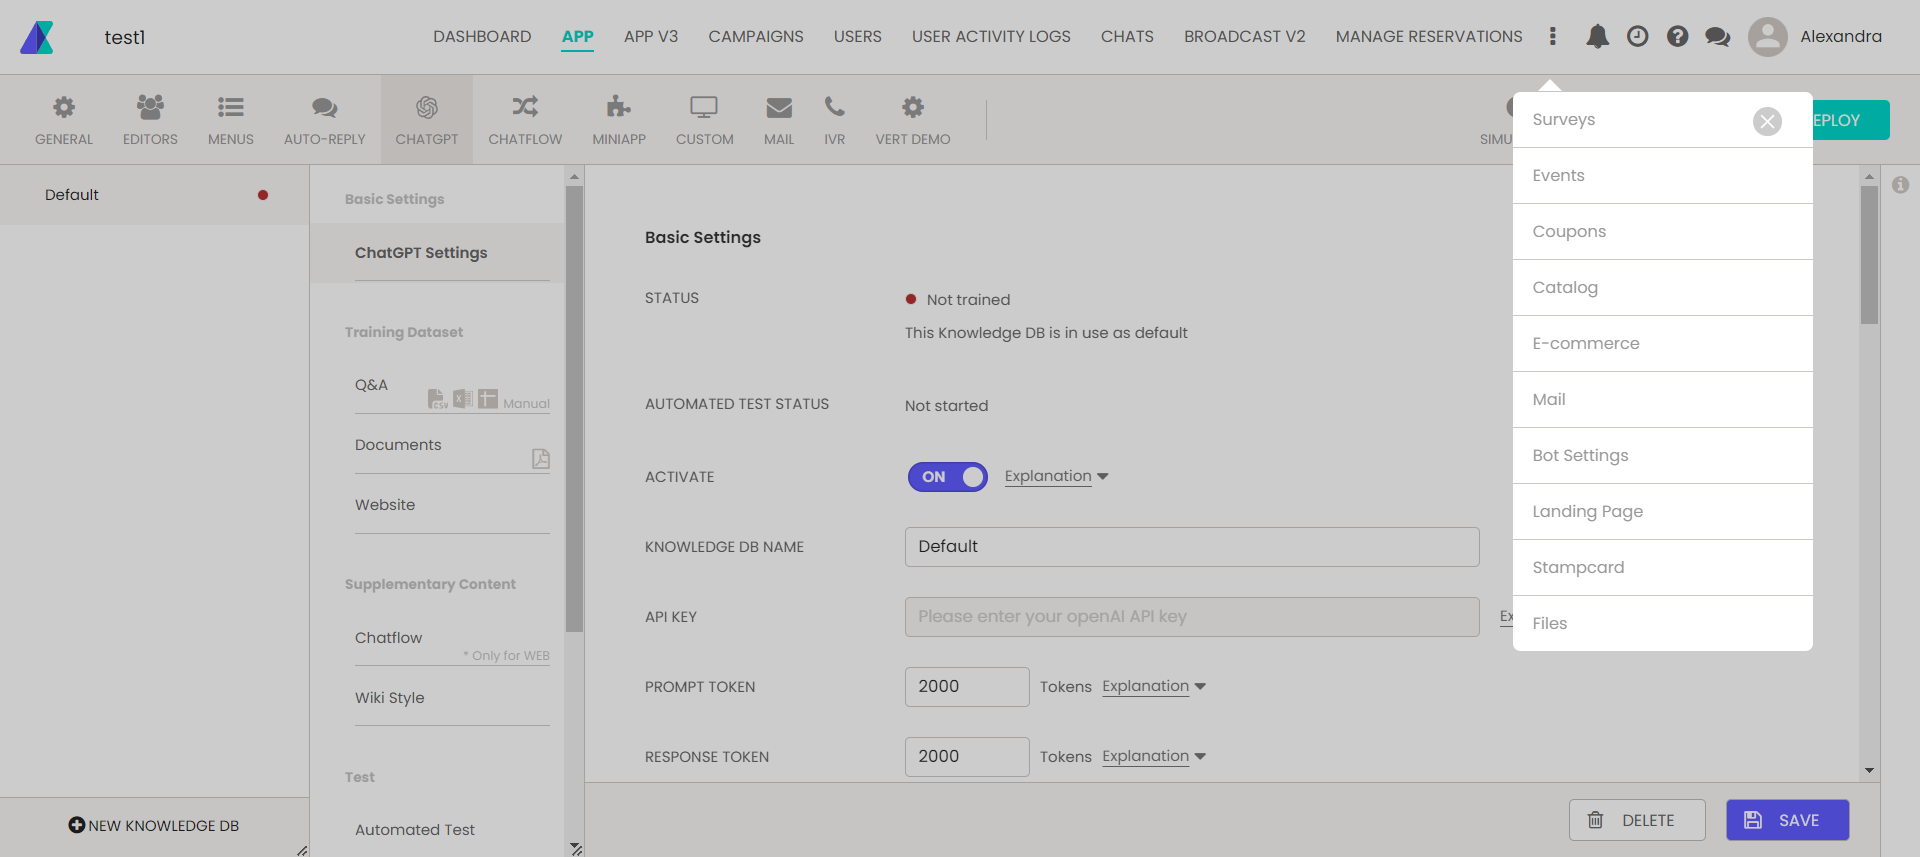 test1
DASHBOARD
APP
APP V3
CAMPAIGNS
USERS
USER ACTIVITY LOGS
CHATS
BROADCAST V2
MANAGE RESERVATIONS
Alexandra
GENERAL
EDITORS
MENUS
AUTO-REPLY
CHATGPT
CHATFLOW
MINIAPP
CUSTOM
MAIL
IVR
VERT DEMO
SIMU
EPLOY
Surveys
Events
Coupons
Catalog
E-commerce
Mail
Bot Settings
Landing Page
Stampcard
Files
Default
NEW KNOWLEDGE DB
Basic Settings
ChatGPT Settings
Training Dataset
Q&A
CSV X Manual
Documents
Website
Supplementary Content
Chatflow
* Only for WEB
Wiki Style
Test
Automated Test
Basic Settings
STATUS
Not trained
This Knowledge DB is in use as default
AUTOMATED TEST STATUS
Not started
ACTIVATE
ON
Explanation
KNOWLEDGE DB NAME
Default
API KEY
Please enter your openAI API key
Ex
PROMPT TOKEN
2000
Tokens
Explanation
RESPONSE TOKEN
2000
Tokens
Explanation
DELETE
SAVE